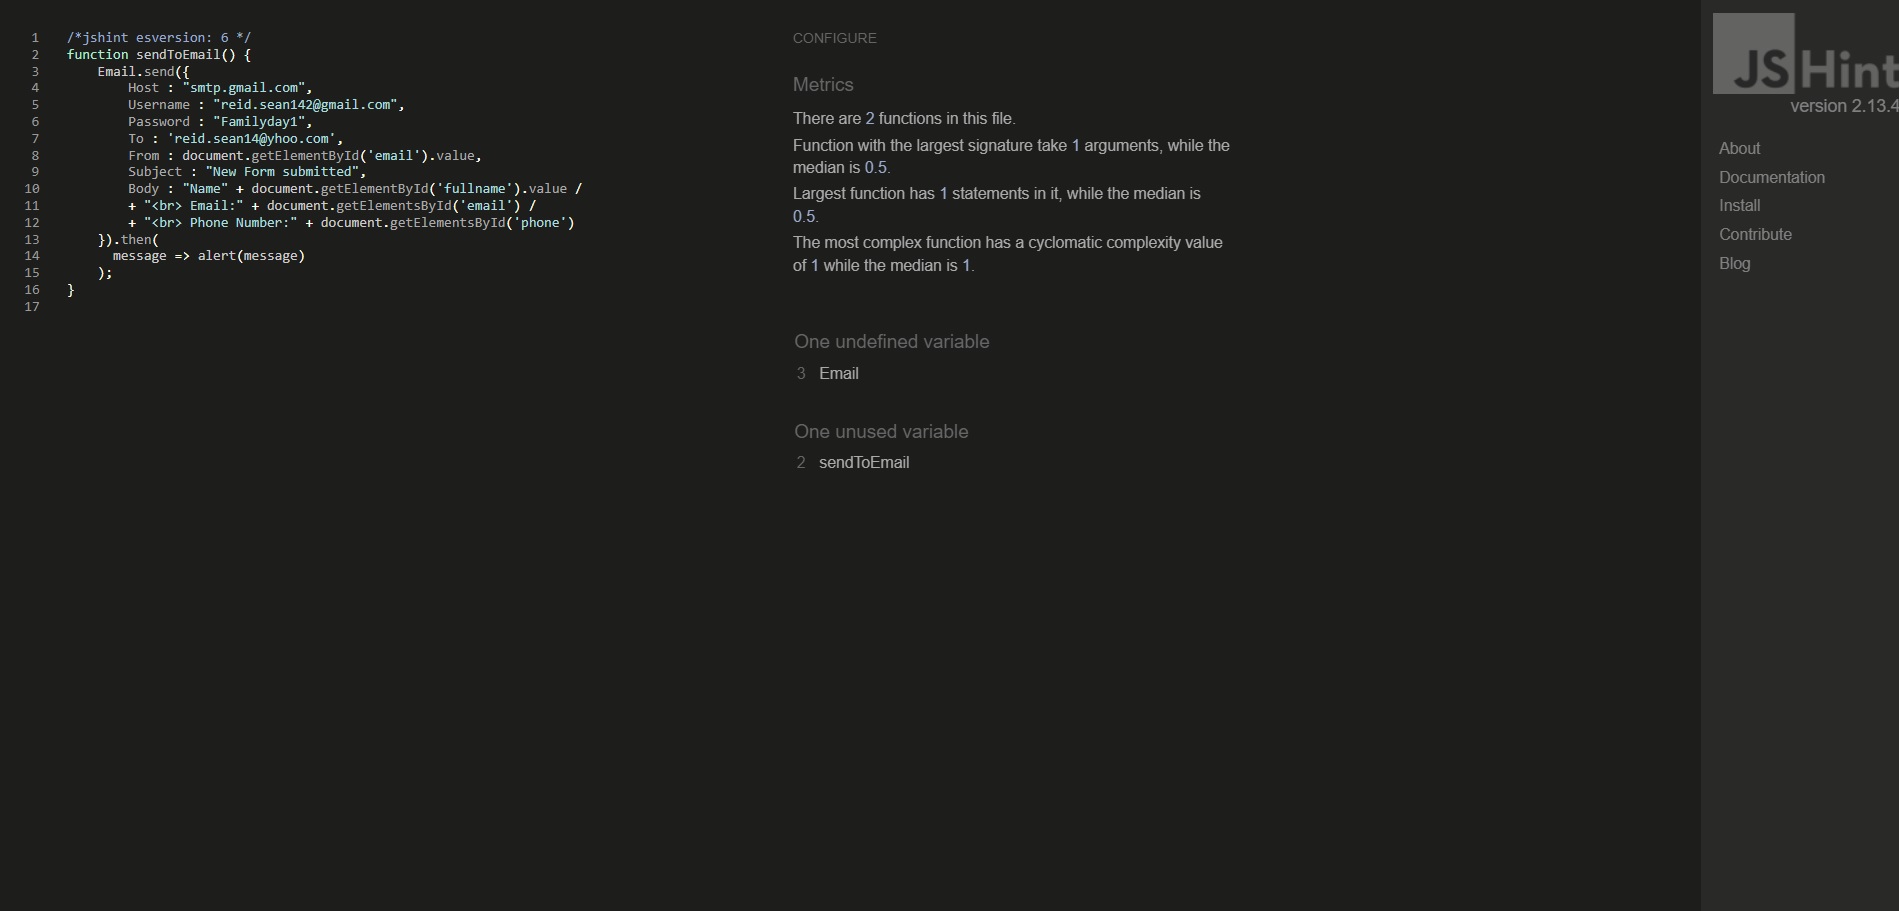 1 /*jshint esversion: 6 */
2 function sendToEmail() {
3 Email.send({
4 Host : "smtp.gmail.com",
5 Username : "reid.sean142@gmail.com",
6 Password : "Familyday1",
7 To : 'reid.sean14@yhoo.com',
8 From : document.getElementById('email').value,
9 Subject : "New Form submitted",
10 Body : "Name" + document.getElementById('fullname').value /
11 + "<br> Email:" + document.getElementsById('email') /
12 + "<br> Phone Number:" + document.getElementsById('phone')
13 }).then(
14 message => alert(message)
15 );
16 }
17
CONFIGURE
Metrics
There are 2 functions in this file.
Function with the largest signature take 1 arguments, while the
median is 0.5.
Largest function has 1 statements in it, while the median is
0.5.
The most complex function has a cyclomatic complexity value
of 1 while the median is 1.
One undefined variable
3 Email
One unused variable
2 sendToEmail
JSHint
version 2.13.4
About
Documentation
Install
Contribute
Blog